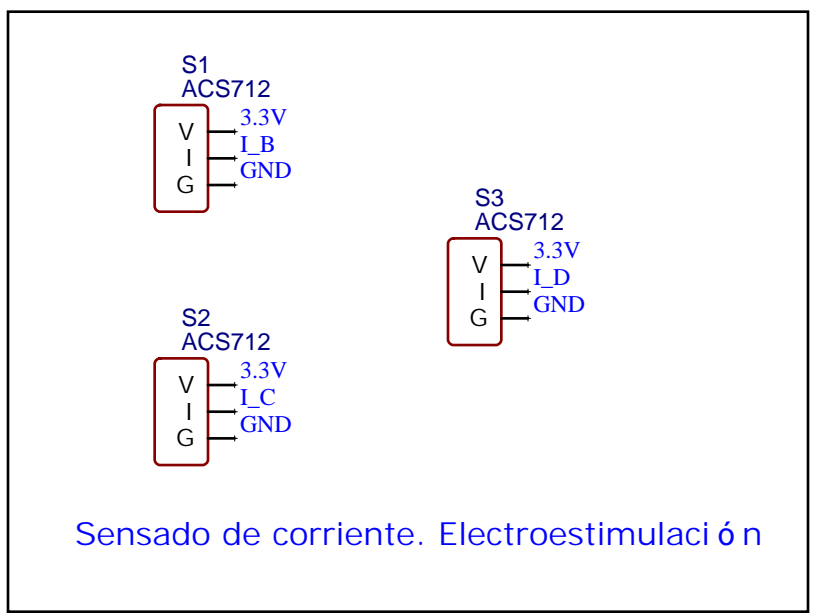 S1
ACS712
V 3.3V
I I_B
G GND
S3
ACS712
V 3.3V
I I_D
G GND
S2
ACS712
V 3.3V
I I_C
G GND
Sensado de corriente. Electroestimulación